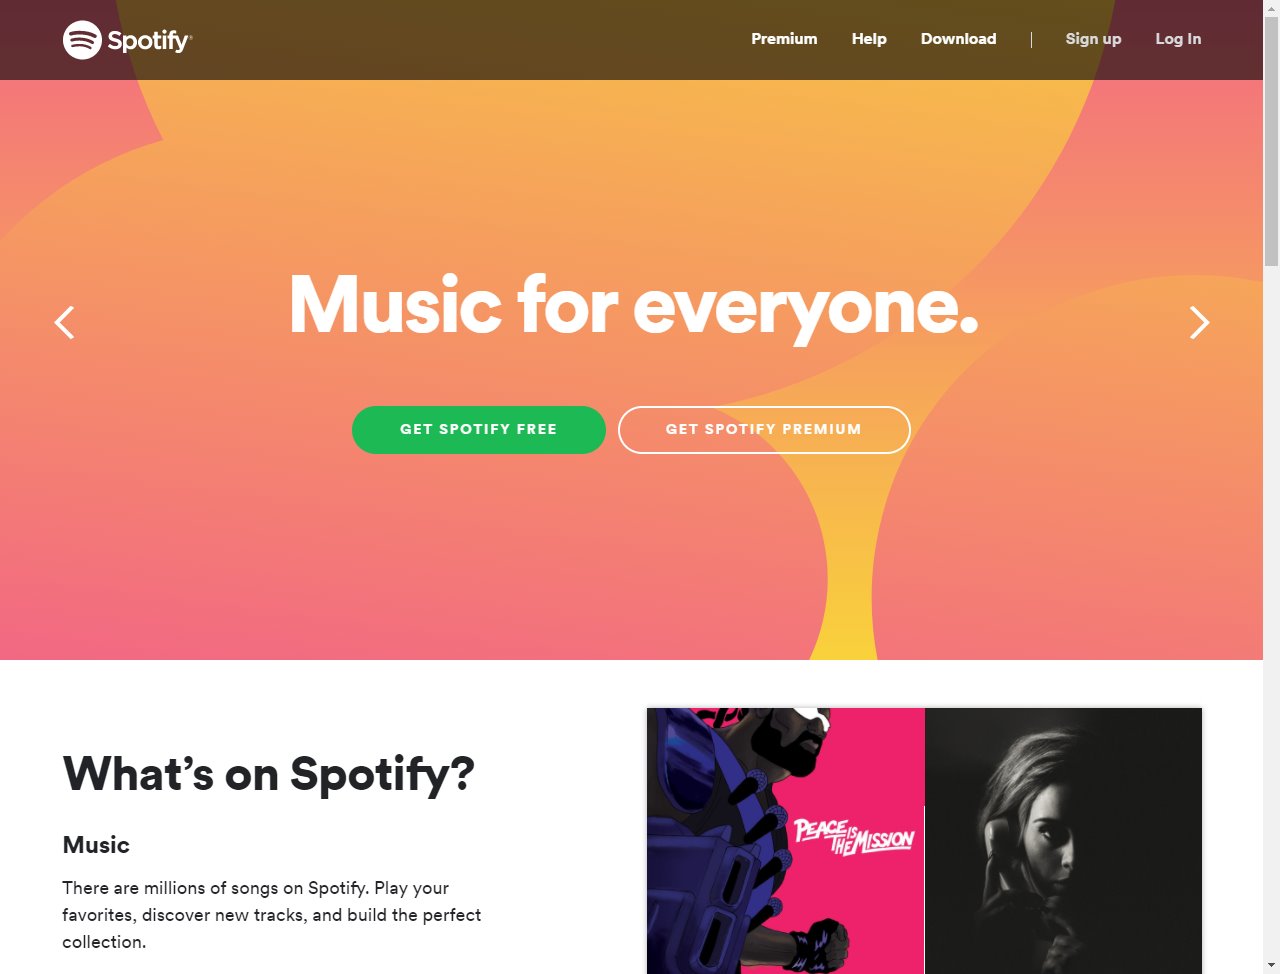 Spotify®
Premium Help Download | Sign up Log In
Music for everyone.
GET SPOTIFY FREE GET SPOTIFY PREMIUM
What’s on Spotify?
Music
There are millions of songs on Spotify. Play your
favorites, discover new tracks, and build the perfect
collection.
PEACE IS
THE MISSION